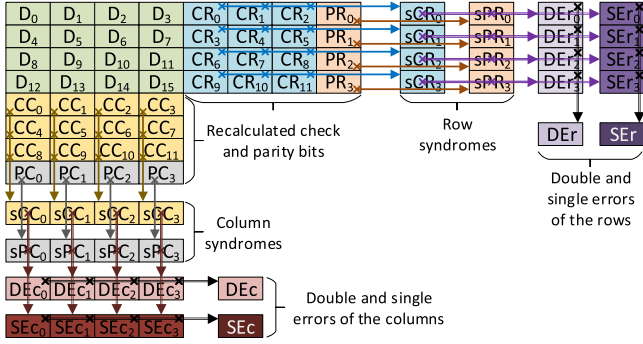 D0 D1 D2 D3 CR0 CR1 CR2 PR0 sCR0 sPR0 DEr0 SEr0
D4 D5 D6 D7 CR3 CR4 CR5 PR1 sCR1 sPR1 DEr1 SEr1
D8 D9 D10 D11 CR6 CR7 CR8 PR2 sCR2 sPR2 DEr2 SEr2
D12 D13 D14 D15 CR9 CR10 CR11 PR3 sCR3 sPR3 DEr3 SEr3
CC0 CC1 CC2 CC3
CC4 CC5 CC6 CC7
CC8 CC9 CC10 CC11
PC0 PC1 PC2 PC3
Recalculated check
and parity bits
Row
syndromes
DEr SEr
Double and
single errors
of the rows
sCC0 sCC1 sCC2 sCC3
sPC0 sPC1 sPC2 sPC3
Column
syndromes
DEc0 DEc1 DEc2 DEc3 DEc
SEc0 SEc1 SEc2 SEc3 SEc
Double and single
errors of the columns